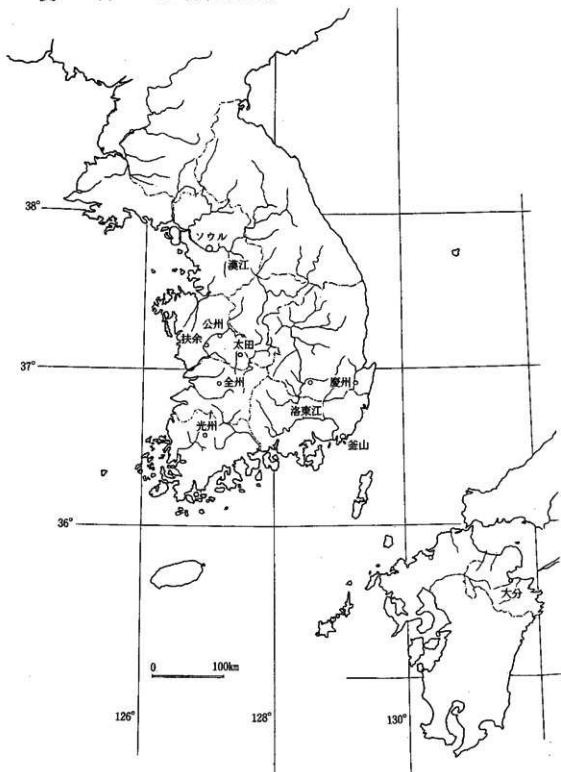 38°
ソウル
漢江
公州
扶余
太田
37°
全州
慶州
洛東江
光州
釜山
36°
大分
0 100km
126°
128°
130°